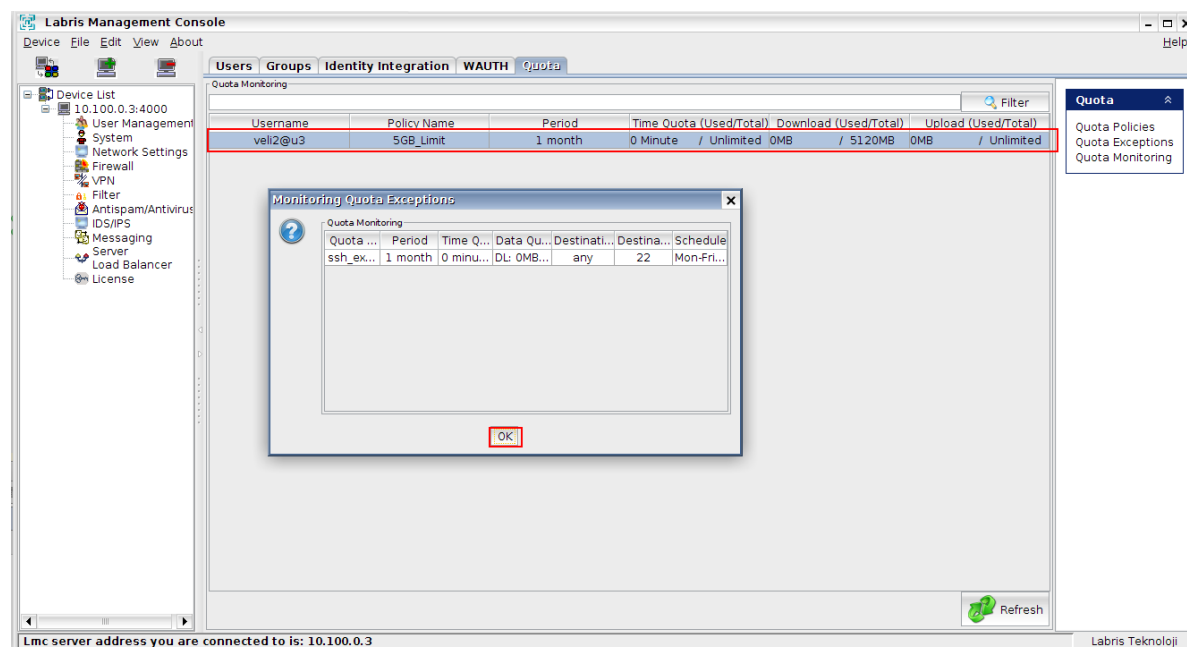 Labris Management Console
Device File Edit View About Help
Users Groups Identity Integration WAUTH Quota
Device List
10.100.0.3:4000
User Management
System
Network Settings
Firewall
VPN
Filter
Antispam/Antivirus
IDS/IPS
Messaging
Server
Load Balancer
License
Quota Monitoring
Filter
Username Policy Name Period Time Quota (Used/Total) Download (Used/Total) Upload (Used/Total)
veli2@u3 5GB_Limit 1 month 0 Minute / Unlimited 0MB / 5120MB 0MB / Unlimited
Monitoring Quota Exceptions
Quota Monitoring
Quota ... Period Time Q... Data Qu... Destinati... Destina... Schedule
ssh_ex... 1 month 0 minu... DL: 0MB... any 22 Mon-Fri...
OK
Refresh
Quota
Quota Policies
Quota Exceptions
Quota Monitoring
Lmc server address you are connected to is: 10.100.0.3 Labris Teknoloji